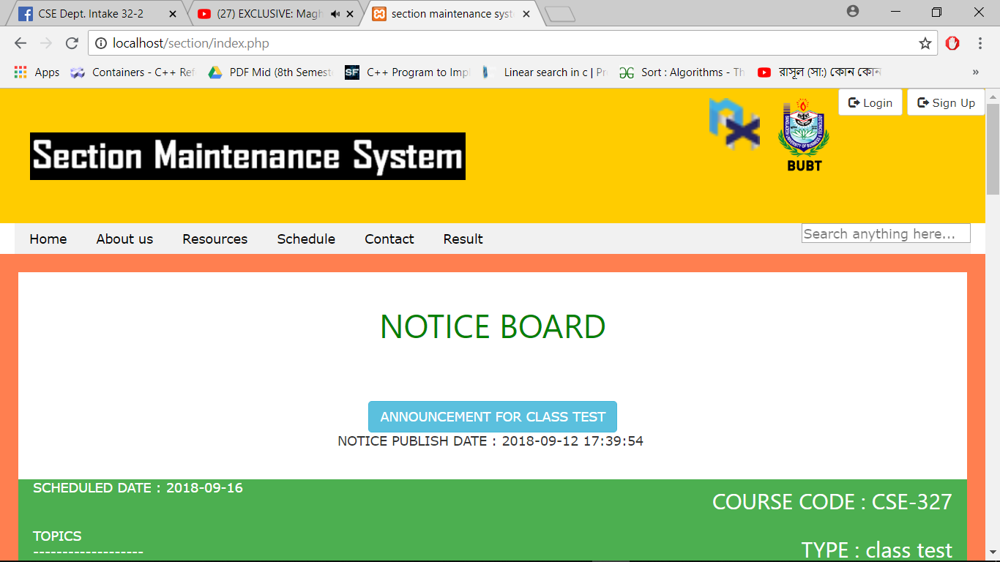 CSE Dept. Intake 32-2
(27) EXCLUSIVE: Magh
section maintenance syst
localhost/section/index.php
Apps
Containers - C++ Ref
PDF Mid (8th Semest
SF
C++ Program to Impl
Linear search in c | Pr
Sort : Algorithms - Th
রাসূল (সা:) কোন কোন
»
Login
Sign Up
Section Maintenance System
BUBT
Home
About us
Resources
Schedule
Contact
Result
Search anything here...
NOTICE BOARD
ANNOUNCEMENT FOR CLASS TEST
NOTICE PUBLISH DATE : 2018-09-12 17:39:54
SCHEDULED DATE : 2018-09-16
COURSE CODE : CSE-327
TOPICS
-------------------
TYPE : class test